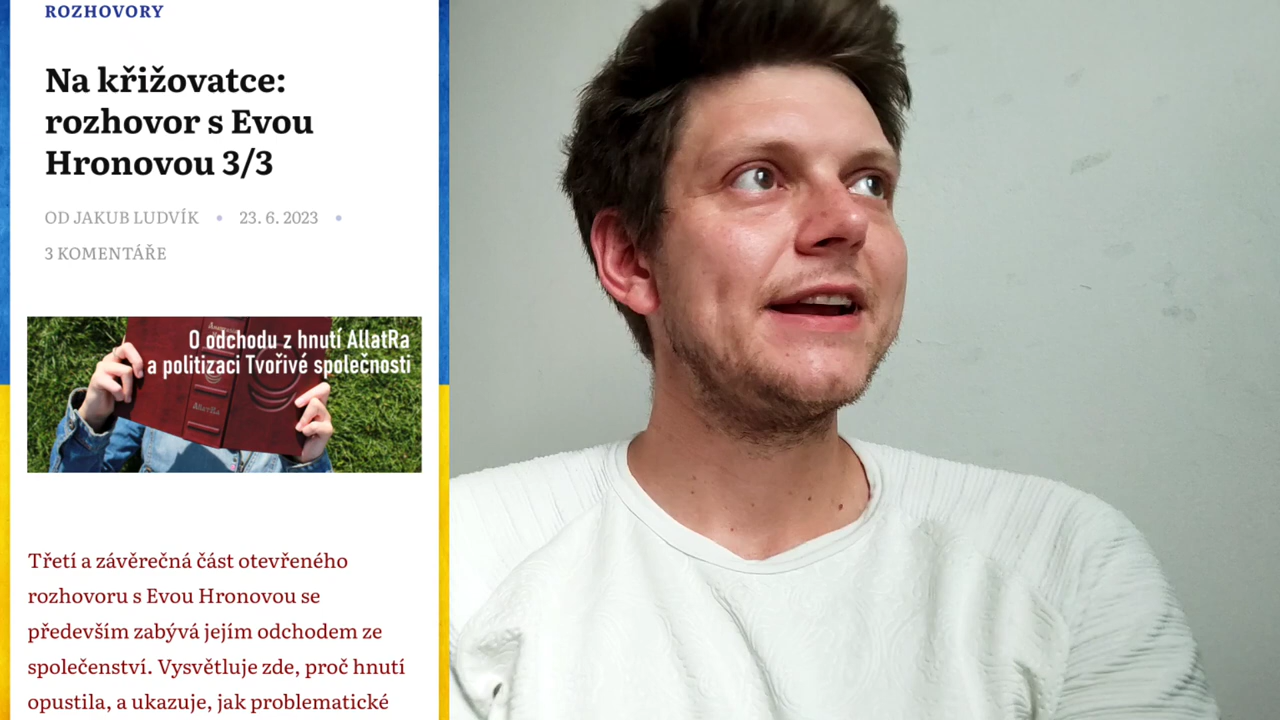 ROZHOVORY
Na křižovatce:
rozhovor s Evou
Hronovou 3/3
OD JAKUB LUDVÍK • 23. 6. 2023 •
3 KOMENTÁŘE
O odchodu z hnutí AllatRa
a politizaci Tvořivé společnosti
AllatRa
Třetí a závěrečná část otevřeného
rozhovoru s Evou Hronovou se
především zabývá jejím odchodem ze
společenství. Vysvětluje zde, proč hnutí
opustila, a ukazuje, jak problematické